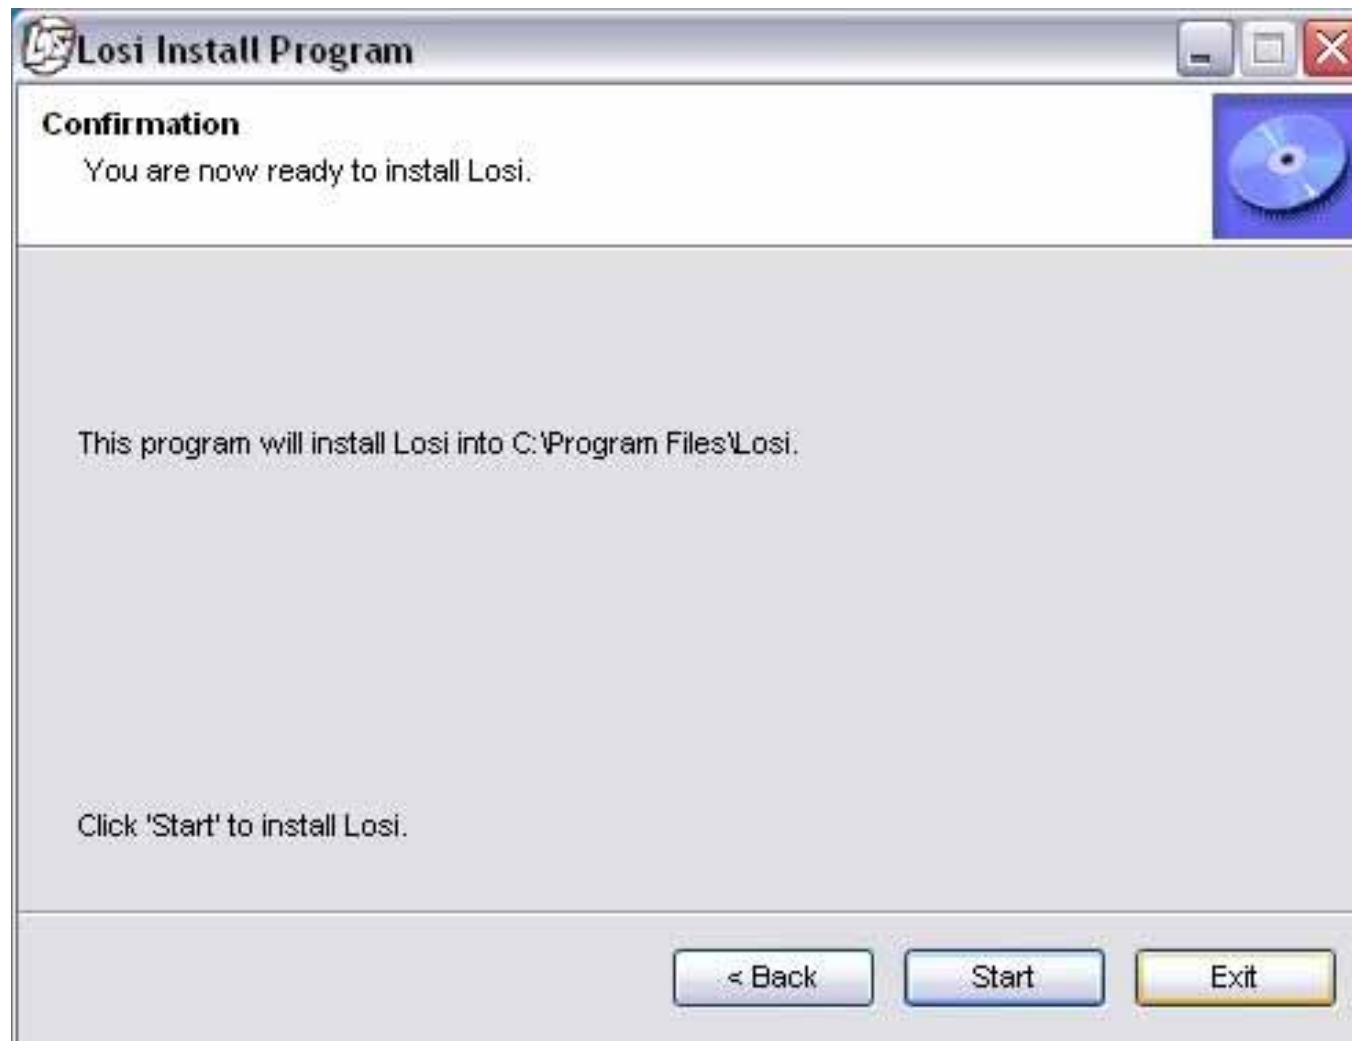 Losi Install Program
Confirmation
You are now ready to install Losi.
This program will install Losi into C:\Program Files\Losi.
Click 'Start' to install Losi.
< Back
Start
Exit